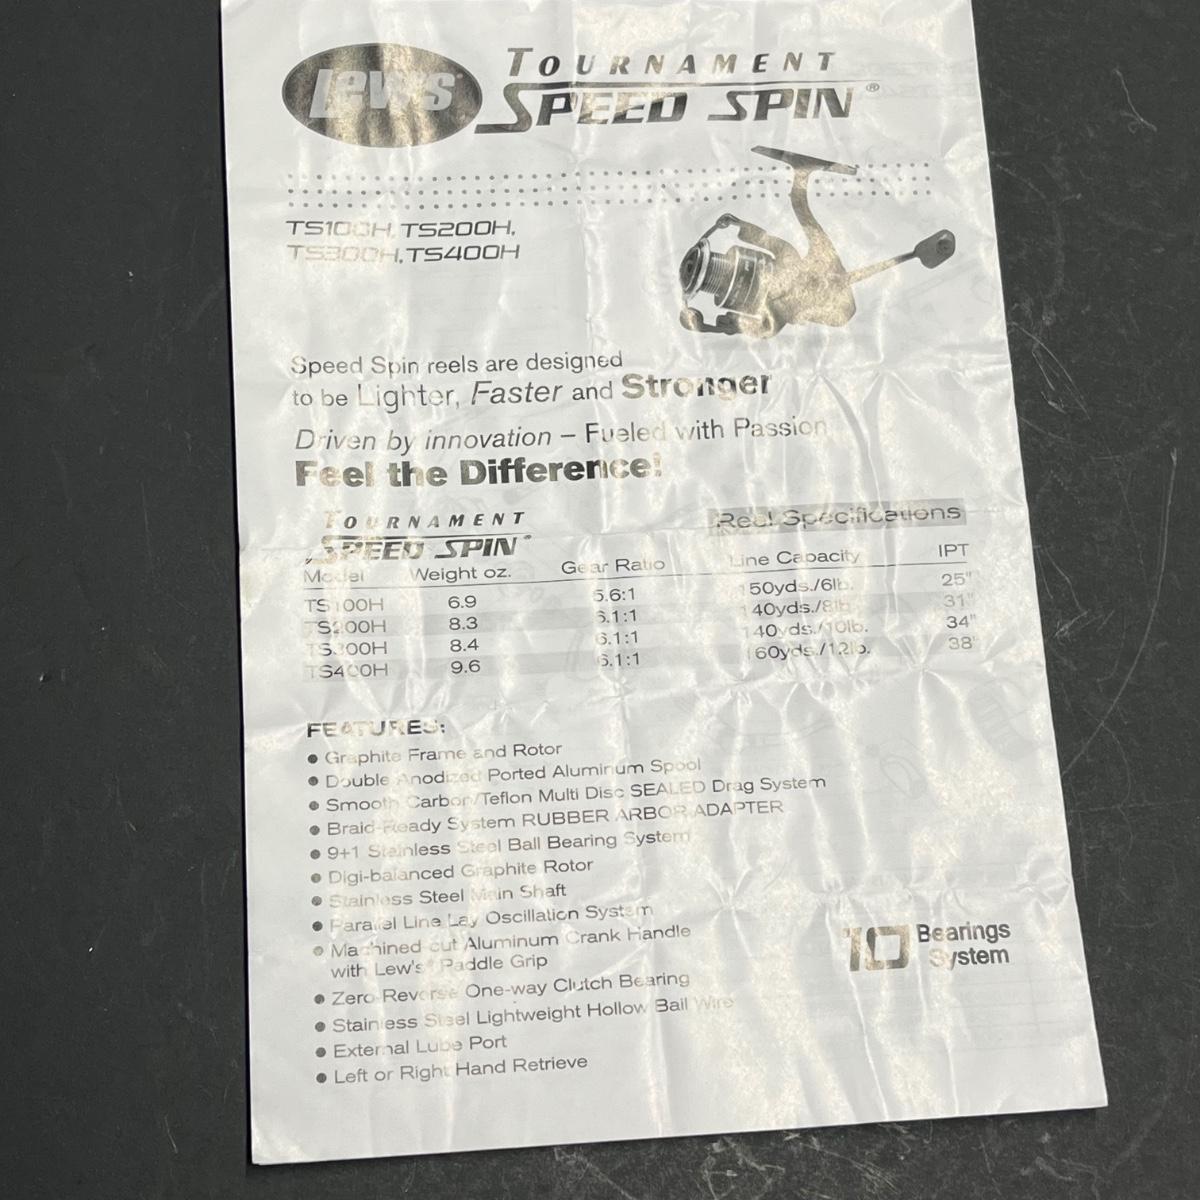 Lew's®
TOURNAMENT
SPEED SPIN®
TS100H, TS200H,
TS300H, TS400H
Speed Spin reels are designed
to be Lighter, Faster and Stronger
Driven by innovation – Fueled with Passion
Feel the Difference!
TOURNAMENT
SPEED SPIN®
Reel Specifications
Model Weight oz. Gear Ratio Line Capacity IPT
TS100H 6.9 5.6:1 150yds./6lb. 25"
TS200H 8.3 6.1:1 140yds./8lb. 31"
TS300H 8.4 6.1:1 140yds./10lb. 34"
TS400H 9.6 6.1:1 160yds./12lb. 38"
FEATURES:
• Graphite Frame and Rotor
• Double Anodized Ported Aluminum Spool
• Smooth Carbon/Teflon Multi Disc SEALED Drag System
• Braid-Ready System RUBBER ARBOR ADAPTER
• 9+1 Stainless Steel Ball Bearing System
• Digi-balanced Graphite Rotor
• Stainless Steel Main Shaft
• Parallel Line Lay Oscillation System
• Machined cut Aluminum Crank Handle
with Lew's® Paddle Grip
• Zero Reverse One-way Clutch Bearing
• Stainless Steel Lightweight Hollow Bail Wire
• External Lube Port
• Left or Right Hand Retrieve
10 Bearings
System